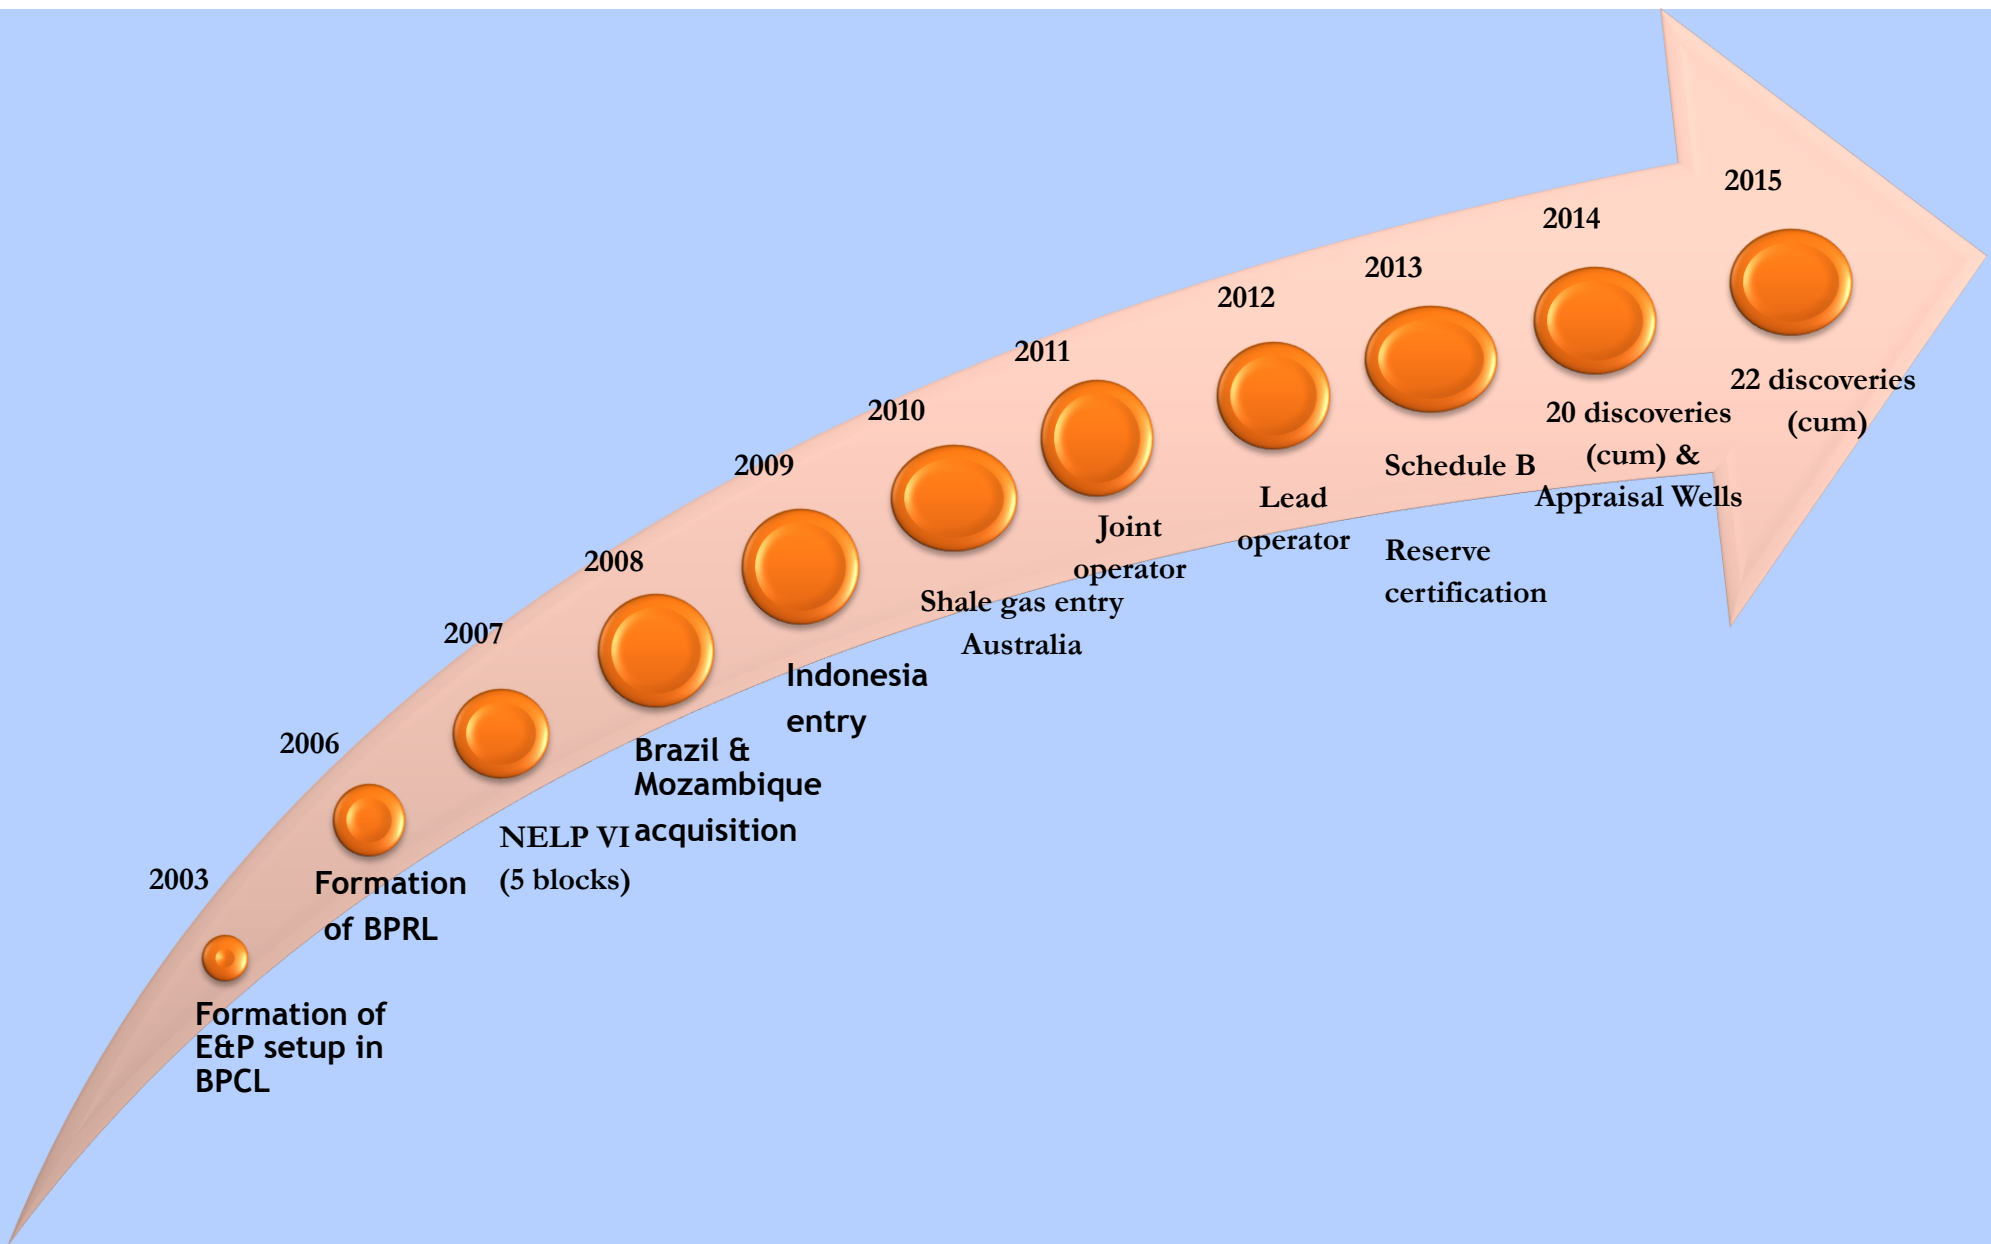 2003
Formation of
E&P setup in
BPCL
2006
Formation
of BPRL
2007
NELP VI
(5 blocks)
2008
Brazil &
Mozambique
acquisition
2009
Indonesia
entry
2010
Shale gas entry
Australia
2011
Joint
operator
2012
Lead
operator
2013
Schedule B
Reserve
certification
2014
20 discoveries
(cum) &
Appraisal Wells
2015
22 discoveries
(cum)